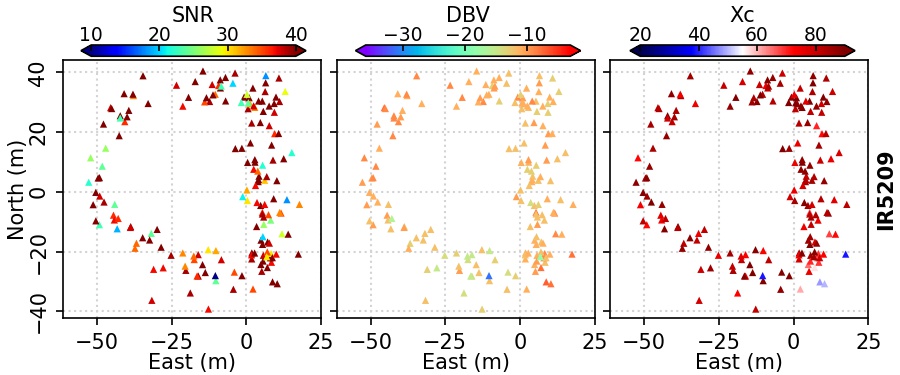 SNR DBV Xc
10 20 30 40 −30 −20 −10 20 40 60 80
40
20
0
−20
−40
North (m)
IR5209
−50 −25 0 25 −50 −25 0 25 −50 −25 0 25
East (m) East (m) East (m)